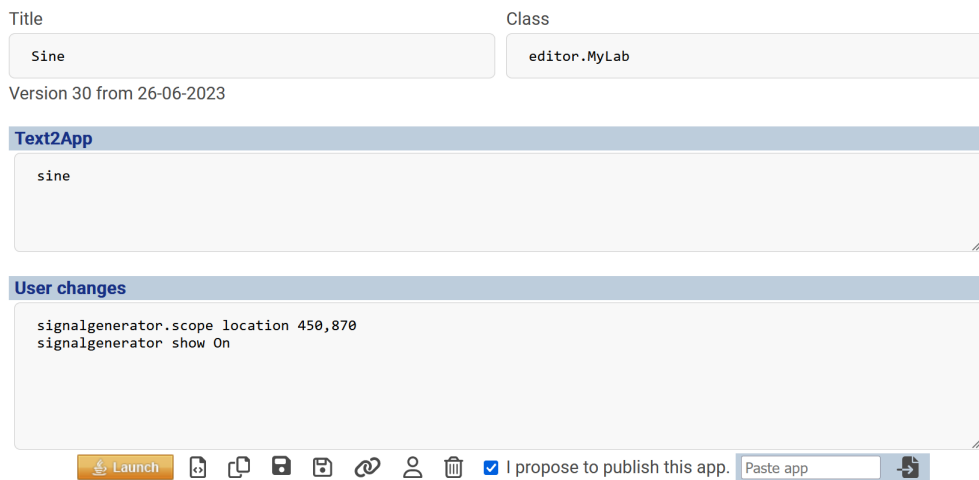 Title
Class
Sine
editor.MyLab
Version 30 from 26-06-2023
Text2App
sine
User changes
signalgenerator.scope location 450,870
signalgenerator show On
Launch
I propose to publish this app.
Paste app